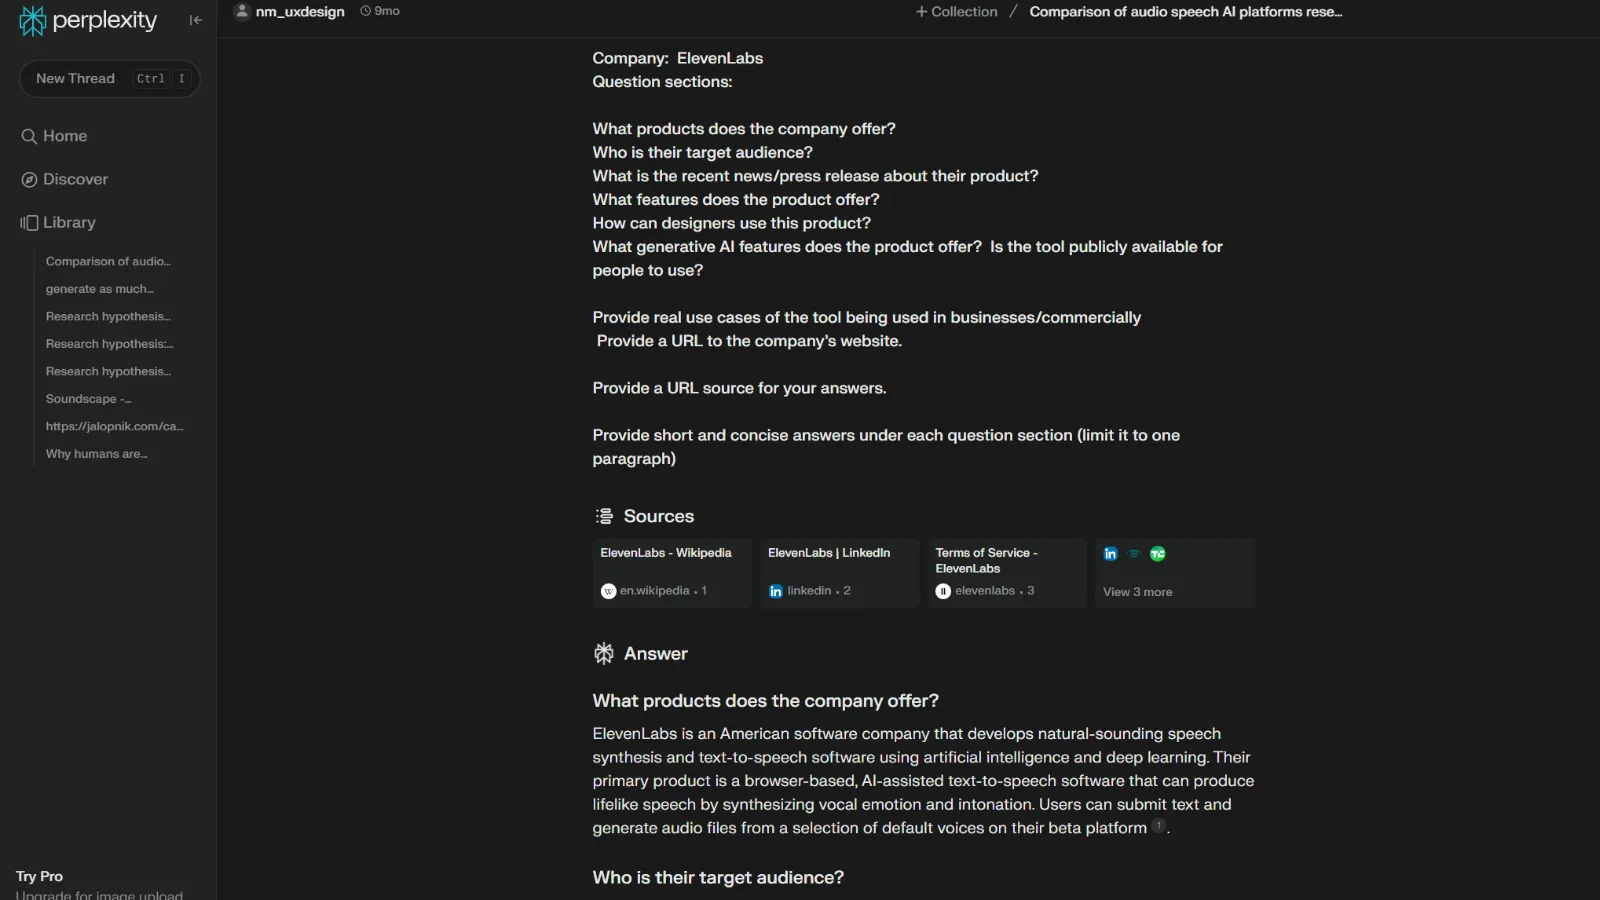 perplexity
nm_uxdesign
9mo
Collection / Comparison of audio speech AI platforms rese...
New Thread Ctrl I
Home
Discover
Library
Comparison of audio...
generate as much...
Research hypothesis...
Research hypothesis:...
Research hypothesis...
Soundscape -...
https://jalopnik.com/ca...
Why humans are...
Try Pro
Upgrade for image upload
Company:  ElevenLabs
Question sections:
What products does the company offer?
Who is their target audience?
What is the recent news/press release about their product?
What features does the product offer?
How can designers use this product?
What generative AI features does the product offer?  Is the tool publicly available for
people to use?
Provide real use cases of the tool being used in businesses/commercially
Provide a URL to the company's website.
Provide a URL source for your answers.
Provide short and concise answers under each question section (limit it to one
paragraph)
Sources
ElevenLabs - Wikipedia
W en.wikipedia • 1
ElevenLabs | LinkedIn
in linkedin • 2
Terms of Service -
ElevenLabs
elevenlabs • 3
in TC
View 3 more
Answer
What products does the company offer?
ElevenLabs is an American software company that develops natural-sounding speech
synthesis and text-to-speech software using artificial intelligence and deep learning. Their
primary product is a browser-based, AI-assisted text-to-speech software that can produce
lifelike speech by synthesizing vocal emotion and intonation. Users can submit text and
generate audio files from a selection of default voices on their beta platform 1.
Who is their target audience?